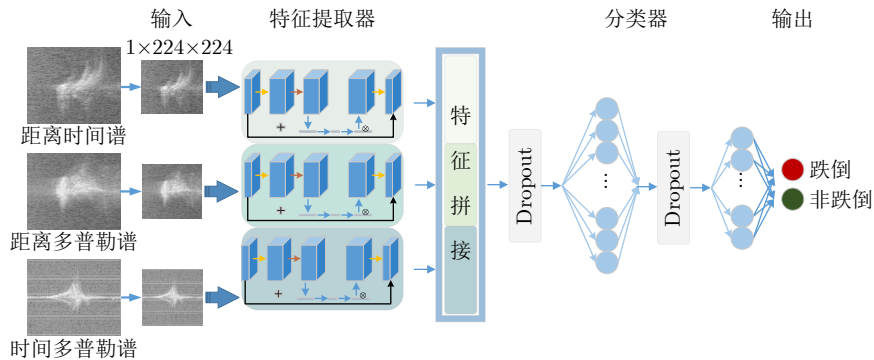 输入
特征提取器
分类器
输出
1×224×224
距离时间谱
距离多普勒谱
时间多普勒谱
+
⊗
+
⊗
+
⊗
特
征
拼
接
Dropout
...
Dropout
...
跌倒
非跌倒